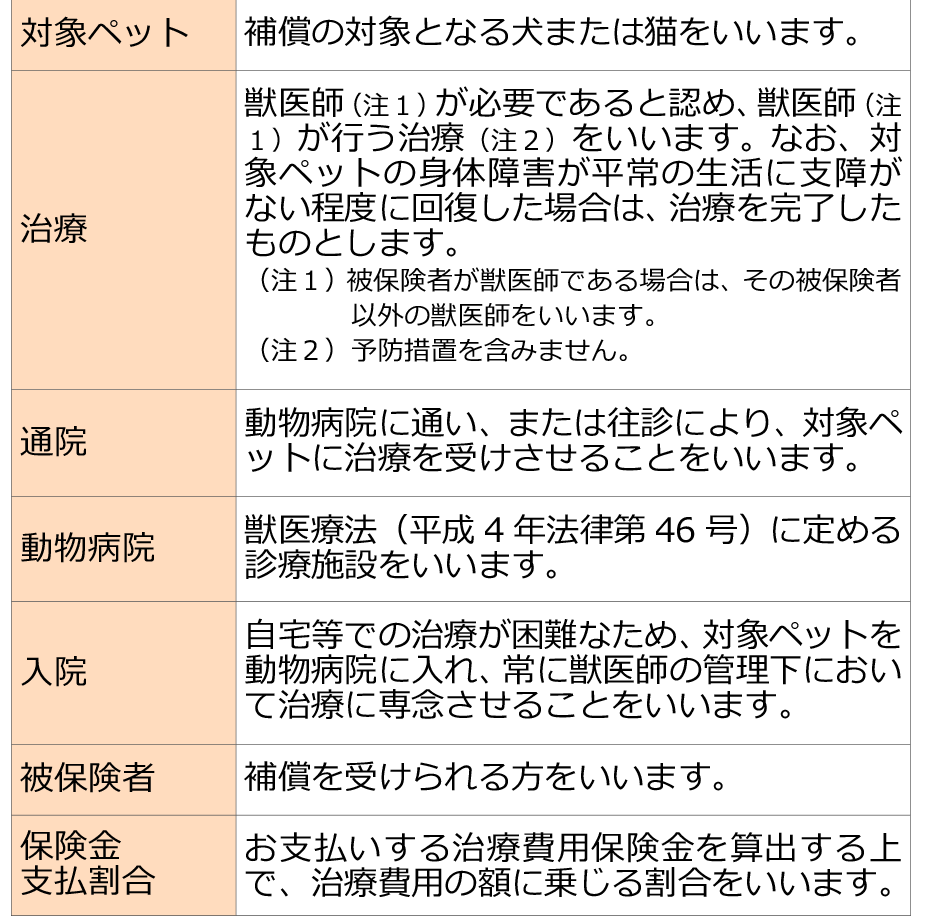 対象ペット
補償の対象となる犬または猫をいいます。
治療
獣医師（注１）が必要であると認め、獣医師（注
１）が行う治療（注２）をいいます。なお、対
象ペットの身体障害が平常の生活に支障が
ない程度に回復した場合は、治療を完了した
ものとします。
（注１）被保険者が獣医師である場合は、その被保険者
以外の獣医師をいいます。
（注２）予防措置を含みません。
通院
動物病院に通い、または往診により、対象ペ
ットに治療を受けさせることをいいます。
動物病院
獣医療法（平成 4 年法律第 46 号）に定める
診療施設をいいます。
入院
自宅等での治療が困難なため、対象ペットを
動物病院に入れ、常に獣医師の管理下におい
て治療に専念させることをいいます。
被保険者
補償を受けられる方をいいます。
保険金
支払割合
お支払いする治療費用保険金を算出する上
で、治療費用の額に乗じる割合をいいます。